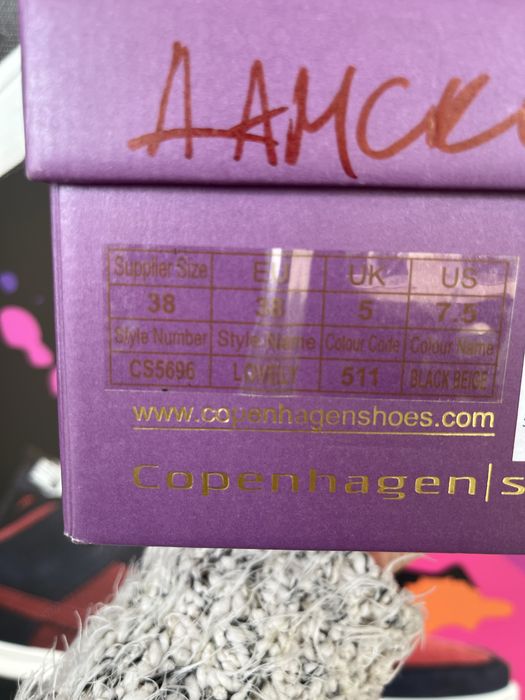 ДАМСК
Supplier Size EU UK US
38 38 5 7.5
Style Number Style Name Colour Code Colour Name
CS5696 LOVELY 511 BLACK BEIGE
www.copenhagenshoes.com
Copenhagen|s